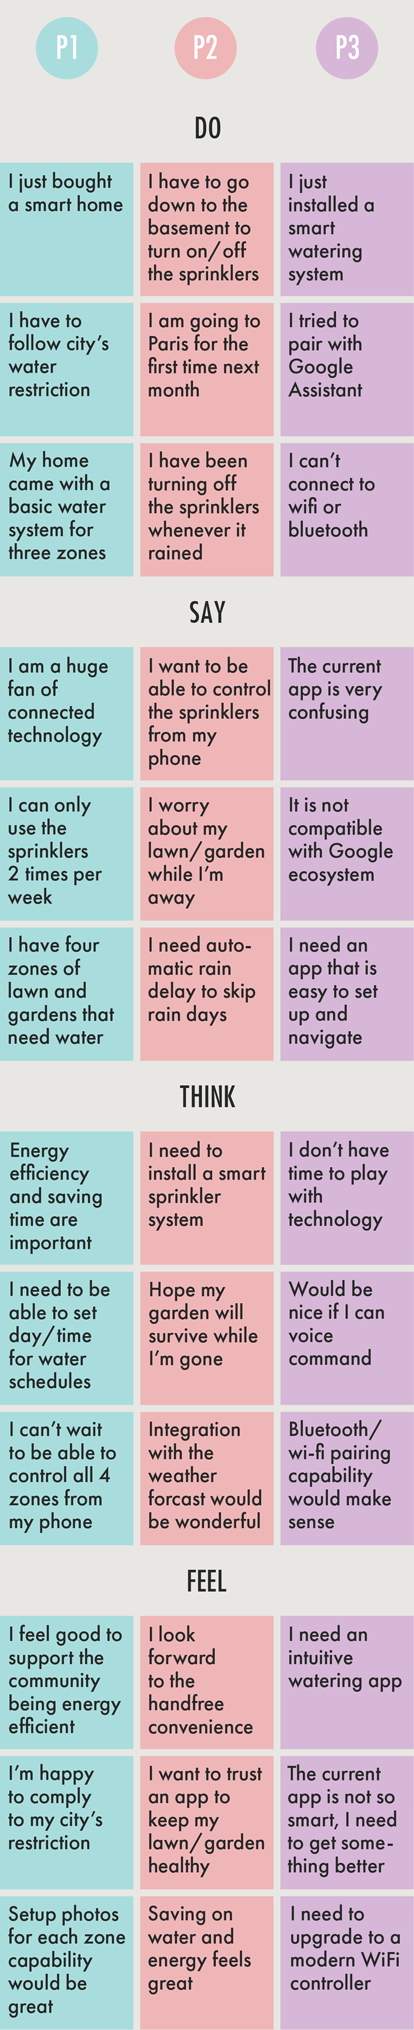 P1 P2 P3
DO
I just bought
a smart home
I have to go
down to the
basement to
turn on/off
the sprinklers
I just
installed a
smart
watering
system
I have to
follow city's
water
restriction
I am going to
Paris for the
first time next
month
I tried to
pair with
Google
Assistant
My home
came with a
basic water
system for
three zones
I have been
turning off
the sprinklers
whenever it
rained
I can't
connect to
wifi or
bluetooth
SAY
I am a huge
fan of
connected
technology
I want to be
able to control
the sprinklers
from my
phone
The current
app is very
confusing
I can only
use the
sprinklers
2 times per
week
I worry
about my
lawn/garden
while I'm
away
It is not
compatible
with Google
ecosystem
I have four
zones of
lawn and
gardens that
need water
I need auto-
matic rain
delay to skip
rain days
I need an
app that is
easy to set
up and
navigate
THINK
Energy
efficiency
and saving
time are
important
I need to
install a smart
sprinkler
system
I don't have
time to play
with
technology
I need to be
able to set
day/time
for water
schedules
Hope my
garden will
survive while
I'm gone
Would be
nice if I can
voice
command
I can't wait
to be able to
control all 4
zones from
my phone
Integration
with the
weather
forcast would
be wonderful
Bluetooth/
wi-fi pairing
capability
would make
sense
FEEL
I feel good to
support the
community
being energy
efficient
I look
forward
to the
handfree
convenience
I need an
intuitive
watering app
I'm happy
to comply
to my city's
restriction
I want to trust
an app to
keep my
lawn/garden
healthy
The current
app is not so
smart, I need
to get some-
thing better
Setup photos
for each zone
capability
would be
great
Saving on
water and
energy feels
great
I need to
upgrade to a
modern WiFi
controller